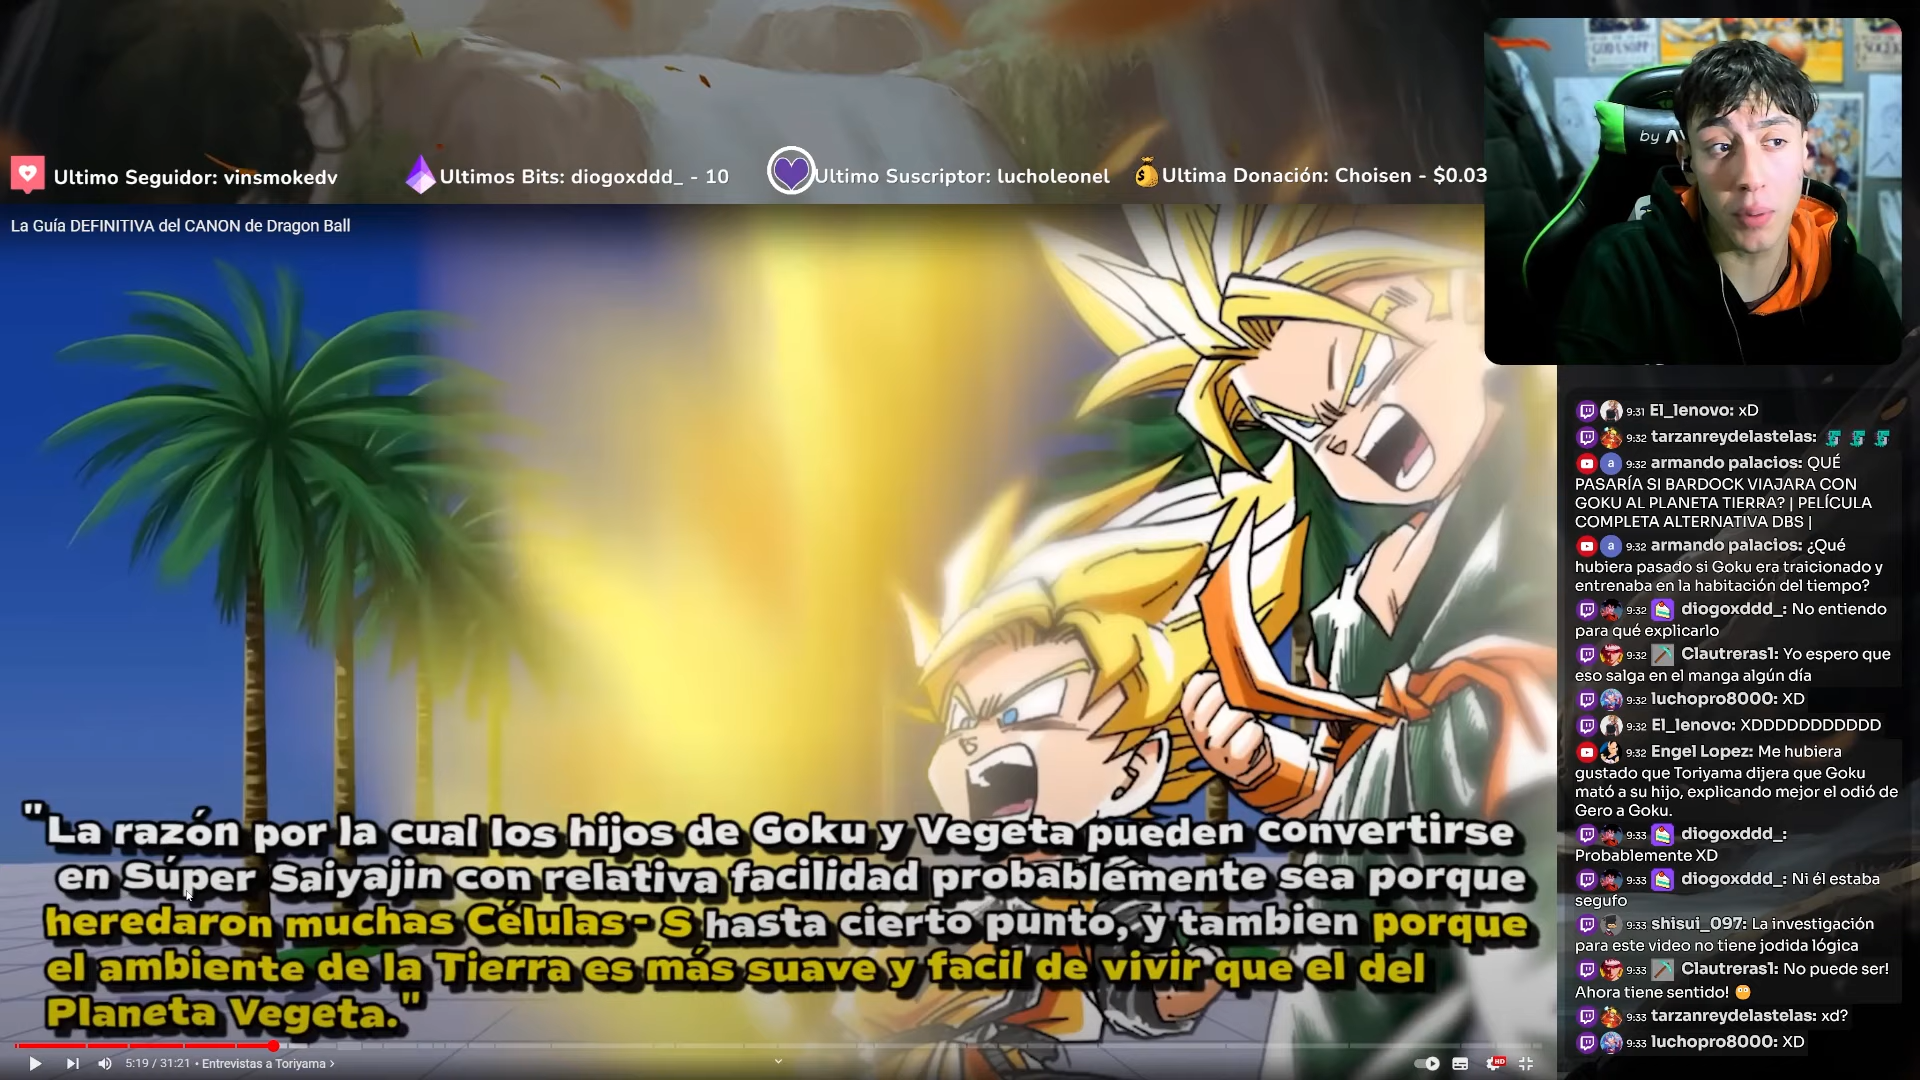 GOD USOPP
SOGEK
by
Ultimo Seguidor: vinsmokedv
Ultimos Bits: diogoxddd_ - 10
Ultimo Suscriptor: lucholeonel
Ultima Donación: Choisen - $0.03
La Guía DEFINITIVA del CANON de Dragon Ball
"La razón por la cual los hijos de Goku y Vegeta pueden convertirse
en Súper Saiyajin con relativa facilidad probablemente sea porque
heredaron muchas Células - S hasta cierto punto, y tambien porque
el ambiente de la Tierra es más suave y facil de vivir que el del
Planeta Vegeta."
5:19 / 31:21 • Entrevistas a Toriyama >
HD
9:31 El_lenovo: xD
9:32 tarzanreydelastelas:
a 9:32 armando palacios: QUÉ
PASARÍA SI BARDOCK VIAJARA CON
GOKU AL PLANETA TIERRA? | PELÍCULA
COMPLETA ALTERNATIVA DBS |
a 9:32 armando palacios: ¿Qué
hubiera pasado si Goku era traicionado y
entrenaba en la habitación del tiempo?
9:32 diogoxddd_: No entiendo
para qué explicarlo
9:32 Clautreras1: Yo espero que
eso salga en el manga algún día
9:32 luchopro8000: XD
9:32 El_lenovo: XDDDDDDDDDDD
9:32 Engel Lopez: Me hubiera
gustado que Toriyama dijera que Goku
mató a su hijo, explicando mejor el odió de
Gero a Goku.
9:33 diogoxddd_:
Probablemente XD
9:33 diogoxddd_: Ni él estaba
segufo
9:33 shisui_097: La investigación
para este video no tiene jodida lógica
9:33 Clautreras1: No puede ser!
Ahora tiene sentido! 😶
9:33 tarzanreydelastelas: xd?
9:33 luchopro8000: XD